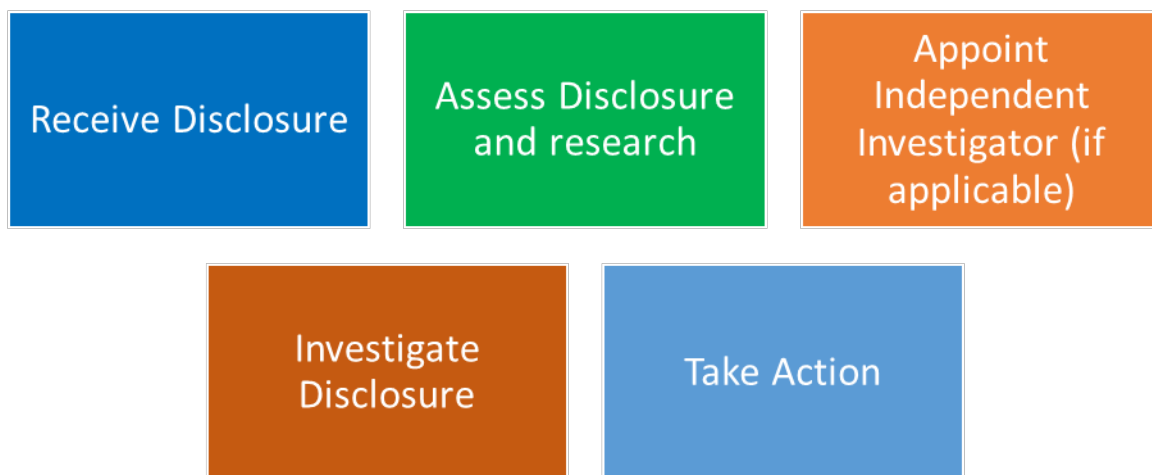 Receive Disclosure
Assess Disclosure
and research
Appoint
Independent
Investigator (if
applicable)
Investigate
Disclosure
Take Action